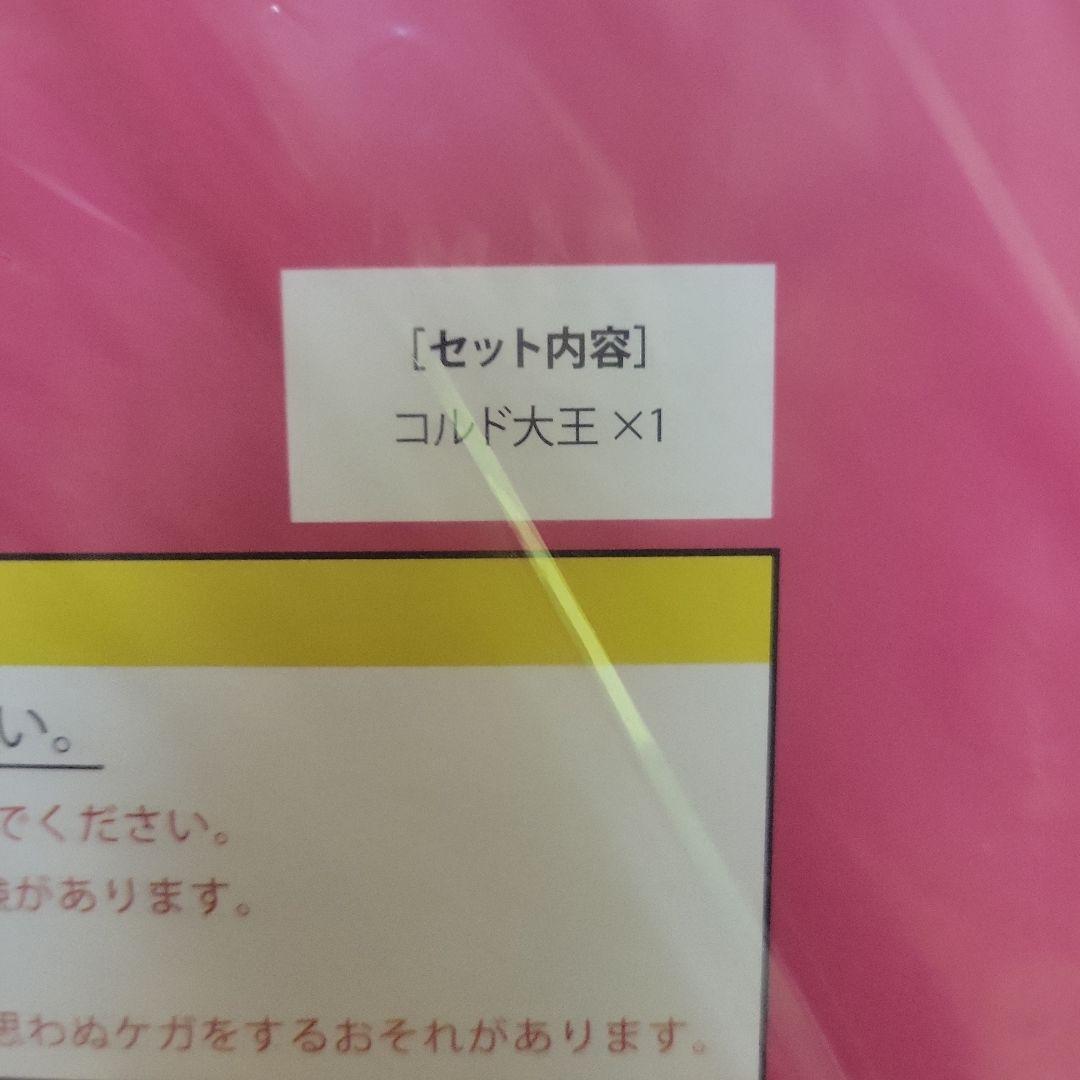 [セット内容]
コルド大王 ×1
い。
でください。
があります。
思わぬケガをするおそれがあります。